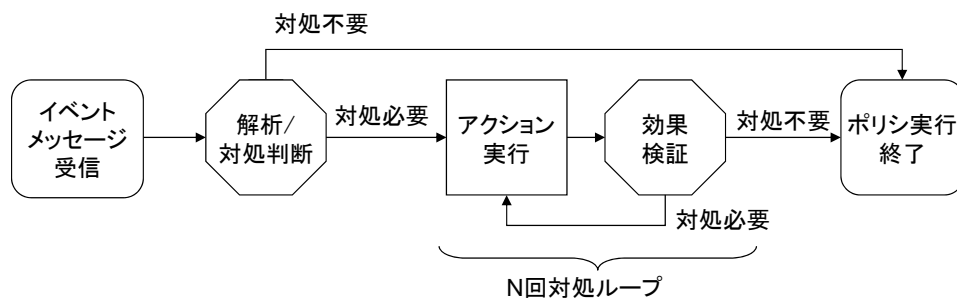 対処不要
イベント
メッセージ
受信
解析/
対処判断
対処必要
アクション
実行
効果
検証
対処不要
ポリシ実行
終了
対処必要
N回対処ループ